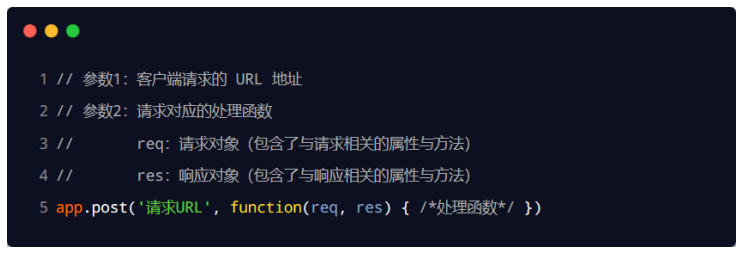 1 // 参数1: 客户端请求的 URL 地址
2 // 参数2: 请求对应的处理函数
3 //       req: 请求对象 (包含了与请求相关的属性与方法)
4 //       res: 响应对象 (包含了与响应相关的属性与方法)
5 app.post('请求URL', function(req, res) { /*处理函数*/ })